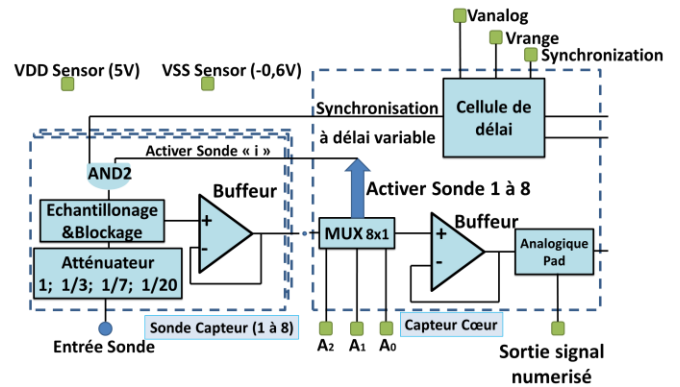 Vanalog
Vrange
Synchronization
VDD Sensor (5V)
VSS Sensor (-0,6V)
Synchronisation
à délai variable
Cellule de
délai
Activer Sonde « i »
AND2
Activer Sonde 1 à 8
Buffeur
Echantillonage
&Blockage
+
-
MUX 8x1
Buffeur
+
-
Analogique
Pad
Atténuateur
1; 1/3; 1/7; 1/20
Entrée Sonde
Sonde Capteur (1 à 8)
A2
A1
A0
Capteur Cœur
Sortie signal
numerisé